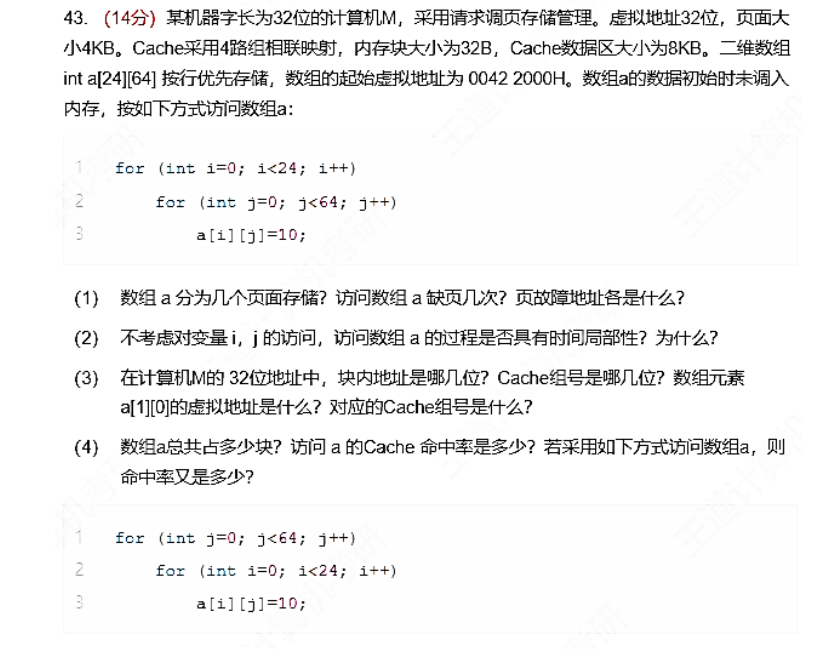 43. （14分）某机器字长为32位的计算机M，采用请求调页存储管理。虚拟地址32位，页面大
小4KB。Cache采用4路组相联映射，内存块大小为32B，Cache数据区大小为8KB。二维数组
int a[24][64] 按行优先存储，数组的起始虚拟地址为 0042 2000H。数组a的数据初始时未调入
内存，按如下方式访问数组a：
1 for (int i=0; i<24; i++)
2 for (int j=0; j<64; j++)
3 a[i][j]=10;
(1) 数组 a 分为几个页面存储？访问数组 a 缺页几次？页故障地址各是什么？
(2) 不考虑对变量 i，j 的访问，访问数组 a 的过程是否具有时间局部性？为什么？
(3) 在计算机M的 32位地址中，块内地址是哪几位？Cache组号是哪几位？数组元素
a[1][0]的虚拟地址是什么？对应的Cache组号是什么？
(4) 数组a总共占多少块？访问 a 的Cache 命中率是多少？若采用如下方式访问数组a，则
命中率又是多少？
1 for (int j=0; j<64; j++)
2 for (int i=0; i<24; i++)
3 a[i][j]=10;